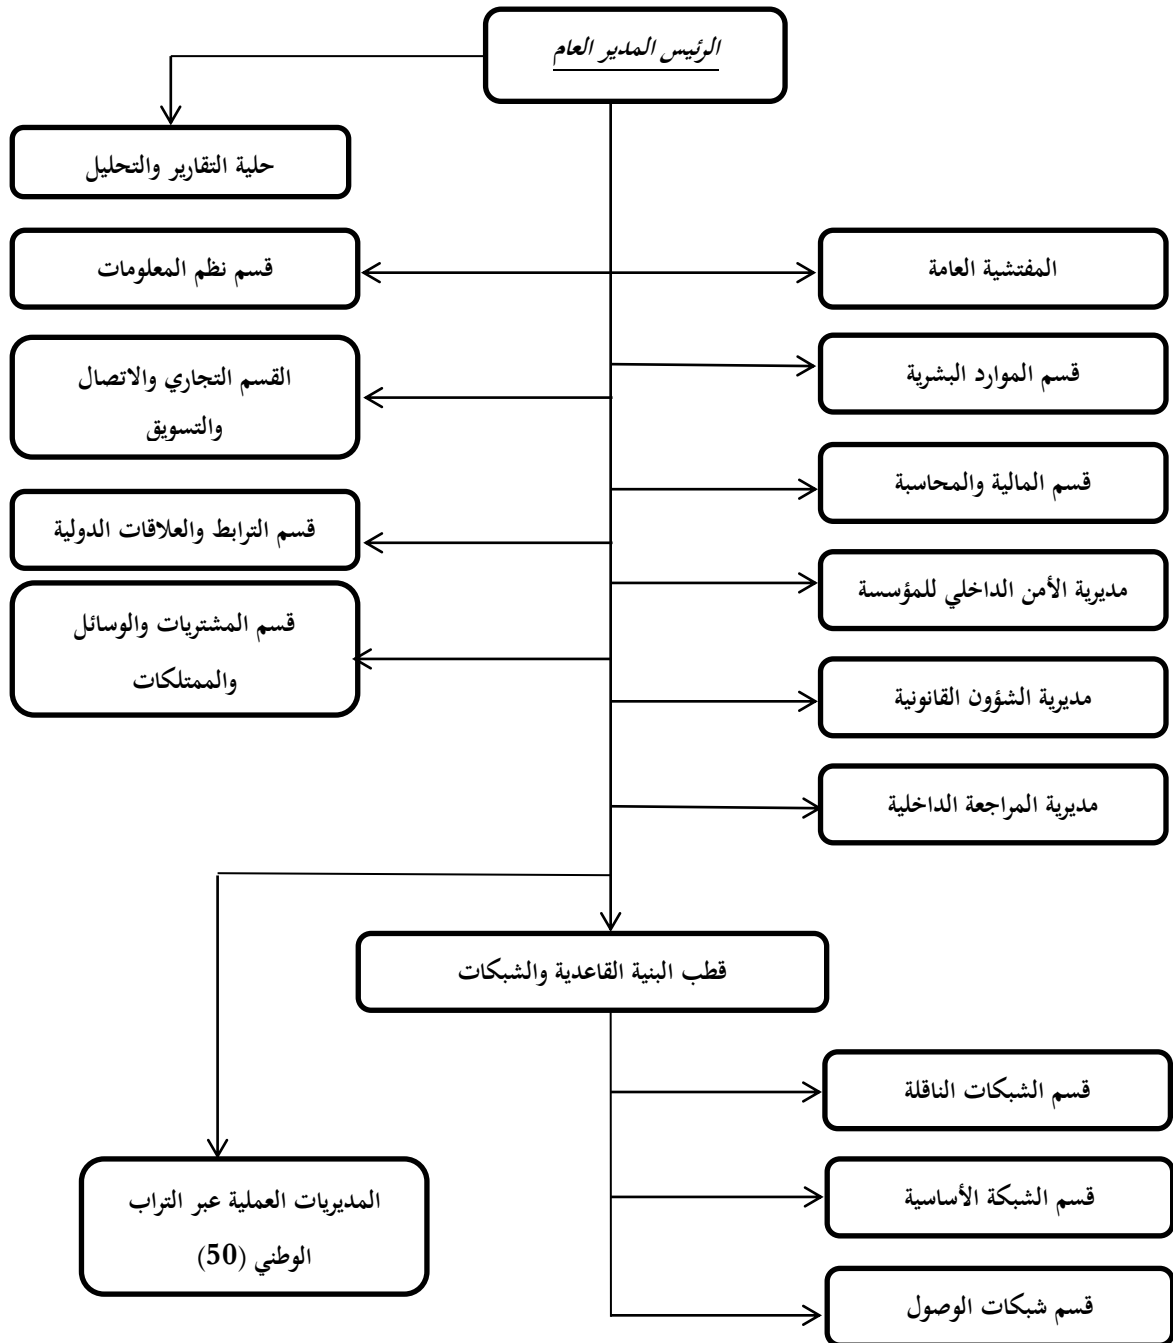 الرئيس المدير العام
حلية التقارير والتحليل
المفتشية العامة
قسم نظم المعلومات
قسم الموارد البشرية
القسم التجاري والاتصال
والتسويق
قسم المالية والمحاسبة
قسم الترابط والعلاقات الدولية
مديرية الأمن الداخلي للمؤسسة
قسم المشتريات والوسائل
والممتلكات
مديرية الشؤون القانونية
مديرية المراجعة الداخلية
قطب البنية القاعدية والشبكات
قسم الشبكات الناقلة
المديريات العملية عبر التراب
الوطني (50)
قسم الشبكة الأساسية
قسم شبكات الوصول